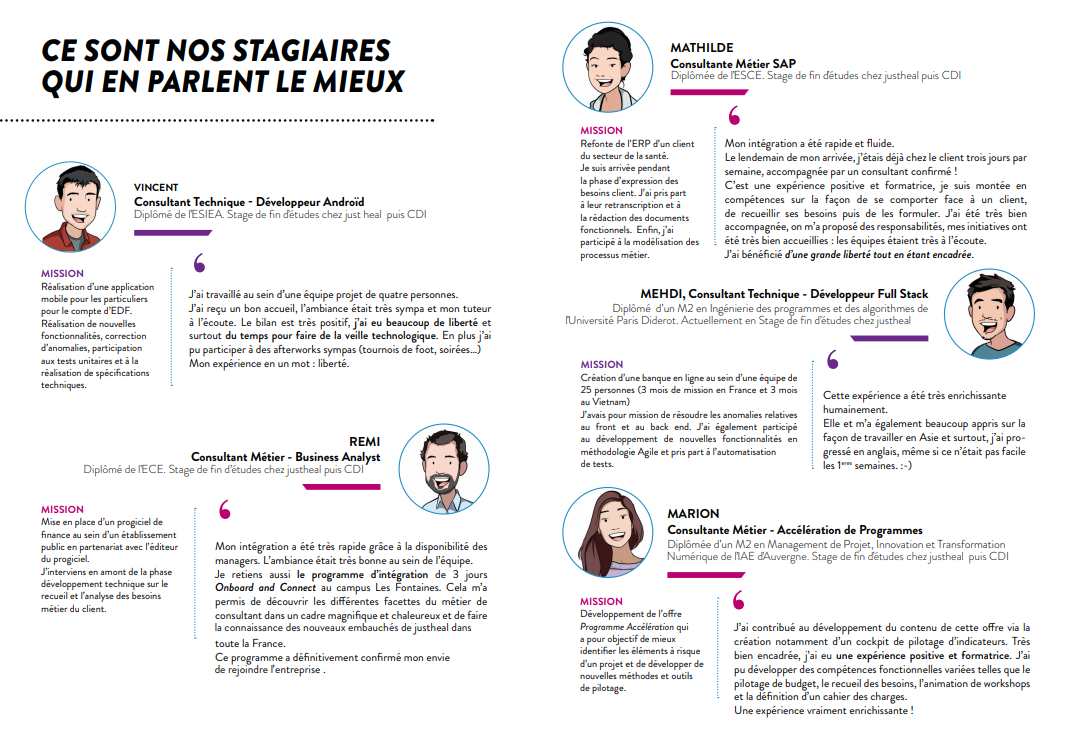 CE SONT NOS STAGIAIRES
QUI EN PARLENT LE MIEUX
VINCENT
Consultant Technique - Développeur Androïd
Diplômé de l'ESIEA. Stage de fin d'études chez just heal puis CDI
MISSION
Réalisation d'une application
mobile pour les particuliers
pour le compte d'EDF.
Réalisation de nouvelles
fonctionnalités, correction
d'anomalies, participation
aux tests unitaires et à la
réalisation de spécifications
techniques.
J'ai travaillé au sein d'une équipe projet de quatre personnes.
J'ai reçu un bon accueil, l'ambiance était très sympa et mon tuteur
à l'écoute. Le bilan est très positif, j'ai eu beaucoup de liberté et
surtout du temps pour faire de la veille technologique. En plus j'ai
pu participer à des afterworks sympas (tournois de foot, soirées...)
Mon expérience en un mot : liberté.
REMI
Consultant Métier - Business Analyst
Diplômé de l'ECE. Stage de fin d'études chez justheal puis CDI
MISSION
Mise en place d'un progiciel de
finance au sein d'un établissement
public en partenariat avec l'éditeur
du progiciel.
J'interviens en amont de la phase
développement technique sur le
recueil et l'analyse des besoins
métier du client.
Mon intégration a été très rapide grâce à la disponibilité des
managers. L'ambiance était très bonne au sein de l'équipe.
Je retiens aussi le programme d'intégration de 3 jours
Onboard and Connect au campus Les Fontaines. Cela m'a
permis de découvrir les différentes facettes du métier de
consultant dans un cadre magnifique et chaleureux et de faire
la connaissance des nouveaux embauchés de justheal dans
toute la France.
Ce programme a définitivement confirmé mon envie
de rejoindre l'entreprise .
MATHILDE
Consultante Métier SAP
Diplômée de l'ESCE. Stage de fin d'études chez justheal puis CDI
MISSION
Refonte de l'ERP d'un client
du secteur de la santé.
Je suis arrivée pendant
la phase d'expression des
besoins client. J'ai pris part
à leur retranscription et à
la rédaction des documents
fonctionnels. Enfin, j'ai
participé à la modélisation des
processus métier.
Mon intégration a été rapide et fluide.
Le lendemain de mon arrivée, j'étais déjà chez le client trois jours par
semaine, accompagnée par un consultant confirmé !
C'est une expérience positive et formatrice, je suis montée en
compétences sur la façon de se comporter face à un client,
de recueillir ses besoins puis de les formuler. J'ai été très bien
accompagnée, on m'a proposé des responsabilités, mes initiatives ont
été très bien accueillies : les équipes étaient très à l'écoute.
J'ai bénéficié d'une grande liberté tout en étant encadrée.
MEHDI, Consultant Technique - Développeur Full Stack
Diplômé d'un M2 en Ingénierie des programmes et des algorithmes de
l'Université Paris Diderot. Actuellement en Stage de fin d'études chez justheal
MISSION
Création d'une banque en ligne au sein d'une équipe de
25 personnes (3 mois de mission en France et 3 mois
au Vietnam)
J'avais pour mission de résoudre les anomalies relatives
au front et au back end. J'ai également participé
au développement de nouvelles fonctionnalités en
méthodologie Agile et pris part à l'automatisation
de tests.
Cette expérience a été très enrichissante
humainement.
Elle et m'a également beaucoup appris sur la
façon de travailler en Asie et surtout, j'ai pro-
gressé en anglais, même si ce n'était pas facile
les 1eres semaines. :-)
MARION
Consultante Métier - Accélération de Programmes
Diplômée d'un M2 en Management de Projet, Innovation et Transformation
Numérique de l'IAE d'Auvergne. Stage de fin d'études chez justheal puis CDI
MISSION
Développement de l'offre
Programme Accélération qui
a pour objectif de mieux
identifier les éléments à risque
d'un projet et de développer de
nouvelles méthodes et outils
de pilotage.
J'ai contribué au développement du contenu de cette offre via la
création notamment d'un cockpit de pilotage d'indicateurs. Très
bien encadrée, j'ai eu une expérience positive et formatrice. J'ai
pu développer des compétences fonctionnelles variées telles que le
pilotage de budget, le recueil des besoins, l'animation de workshops
et la définition d'un cahier des charges.
Une expérience vraiment enrichissante !